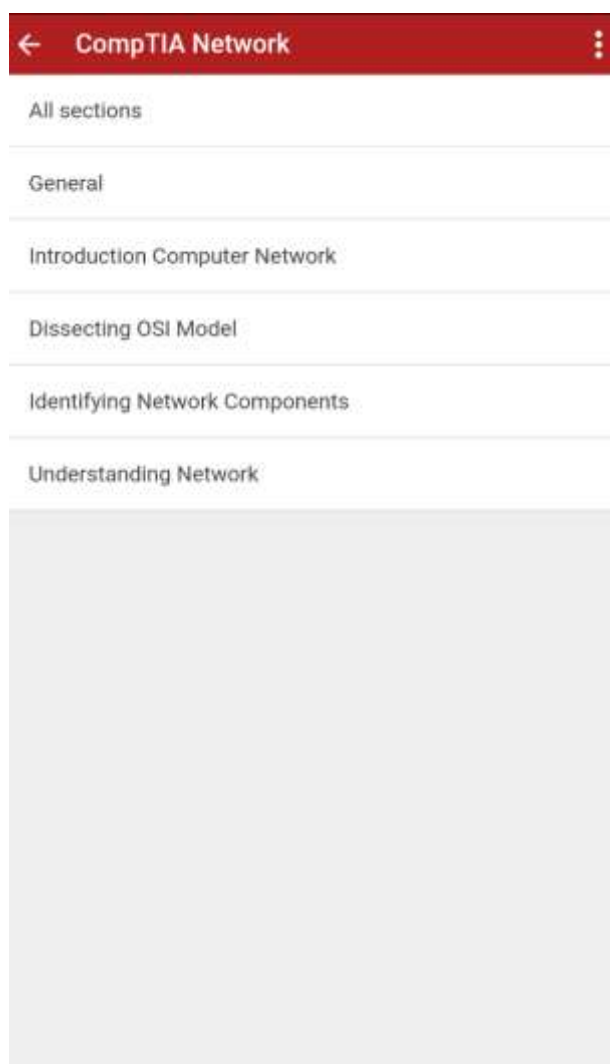 CompTIA Network
All sections
General
Introduction Computer Network
Dissecting OSI Model
Identifying Network Components
Understanding Network